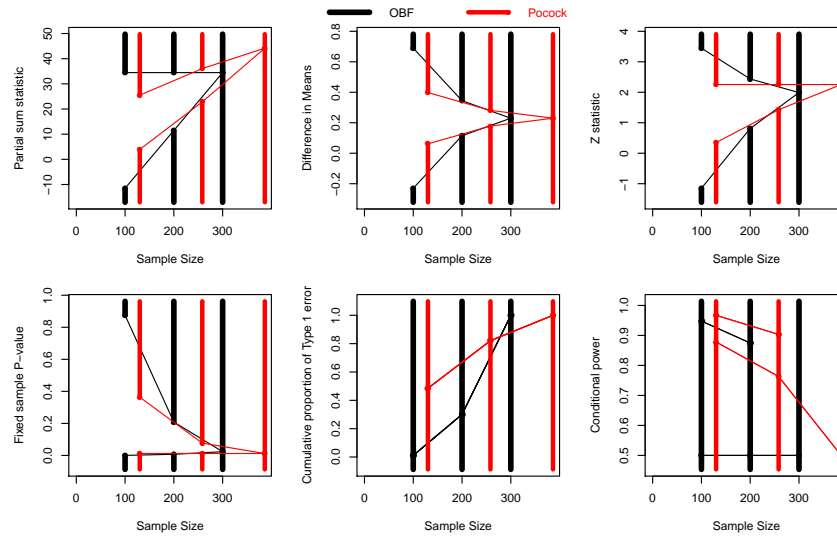 OBF Pocock
Partial sum statistic
−10 0 10 20 30 40 50
0 100 200 300
Sample Size
Difference in Means
−0.2 0.0 0.2 0.4 0.6 0.8
0 100 200 300
Sample Size
Z statistic
−1 0 1 2 3 4
0 100 200 300
Sample Size
Fixed sample P−value
0.0 0.2 0.4 0.6 0.8 1.0
0 100 200 300
Sample Size
Cumulative proportion of Type 1 error
0.0 0.2 0.4 0.6 0.8 1.0
0 100 200 300
Sample Size
Conditional power
0.5 0.6 0.7 0.8 0.9 1.0
0 100 200 300
Sample Size